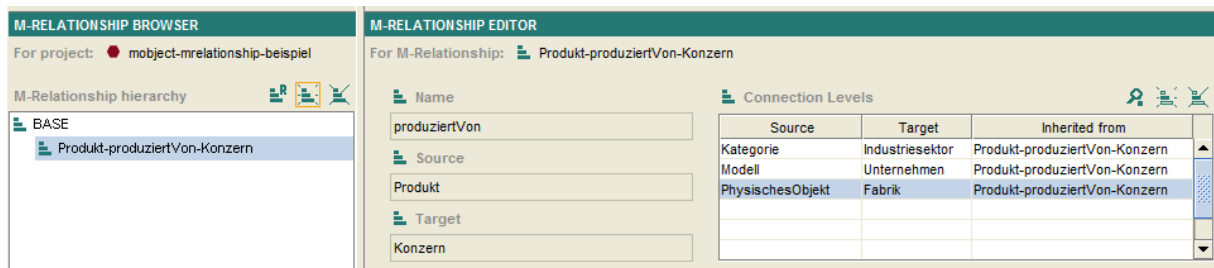 M-RELATIONSHIP BROWSER
For project: mobject-mrelationship-beispiel
M-Relationship hierarchy
R
BASE
Produkt-produziertVon-Konzern
M-RELATIONSHIP EDITOR
For M-Relationship: Produkt-produziertVon-Konzern
Name
produziertVon
Source
Produkt
Target
Konzern
Connection Levels
Source Target Inherited from
Kategorie Industriesektor Produkt-produziertVon-Konzern
Modell Unternehmen Produkt-produziertVon-Konzern
PhysischesObjekt Fabrik Produkt-produziertVon-Konzern